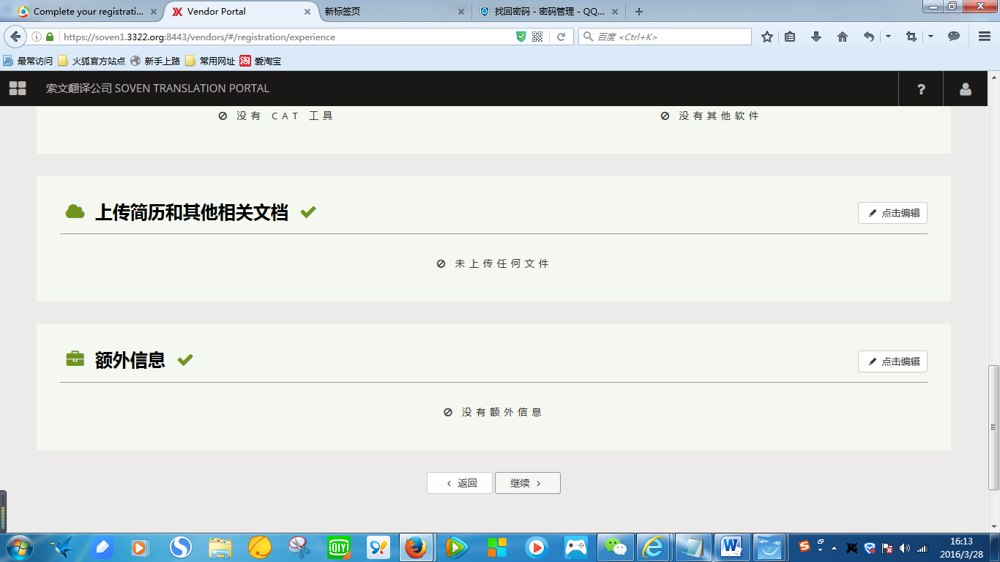 Complete your registrati...
Vendor Portal
新标签页
找回密码 - 密码管理 - QQ...
https://soven1.3322.org:8443/vendors/#/registration/experience
百度 <Ctrl+K>
最常访问
火狐官方站点
新手上路
常用网址
淘
爱淘宝
索文翻译公司 SOVEN TRANSLATION PORTAL
?
没有 CAT 工具
没有其他软件
上传简历和其他相关文档
点击编辑
未上传任何文件
额外信息
点击编辑
没有额外信息
返回
继续
iQIYI
W
16:13
2016/3/28